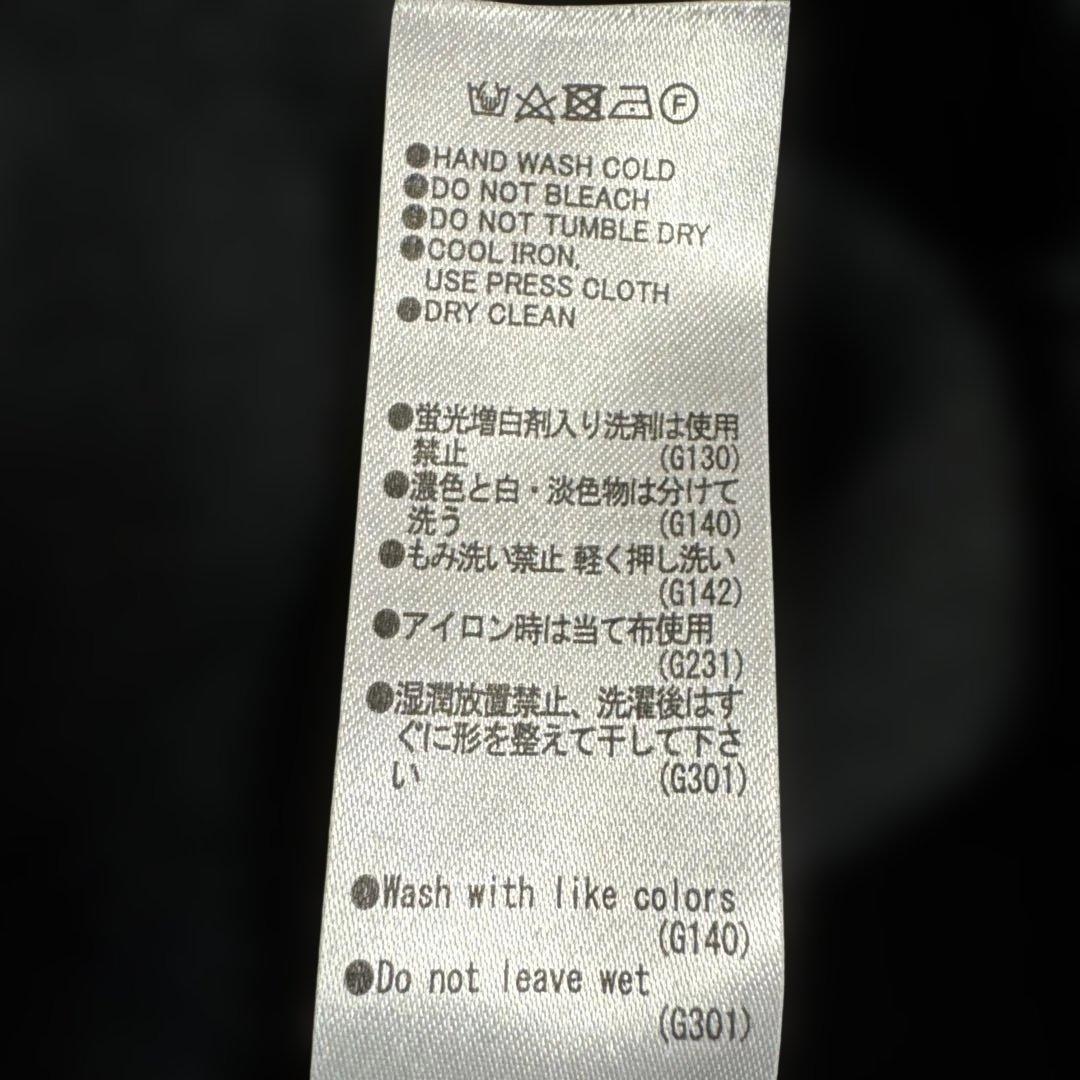 F
●HAND WASH COLD
●DO NOT BLEACH
●DO NOT TUMBLE DRY
●COOL IRON,
USE PRESS CLOTH
●DRY CLEAN
●蛍光増白剤入り洗剤は使用
禁止 (G130)
●濃色と白・淡色物は分けて
洗う (G140)
●もみ洗い禁止 軽く押し洗い
(G142)
●アイロン時は当て布使用
(G231)
●湿潤放置禁止、洗濯後はす
ぐに形を整えて干して下さ
い (G301)
●Wash with like colors
(G140)
●Do not leave wet
(G301)